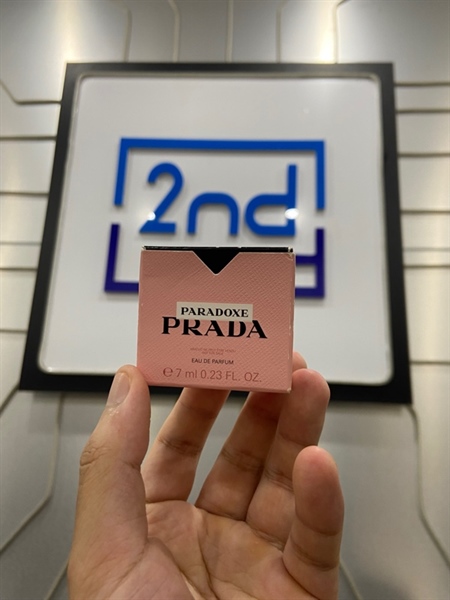 2nd
PARADOXE
PRADA
EAU DE PARFUM
℮ 7 ml 0.23 FL. OZ.